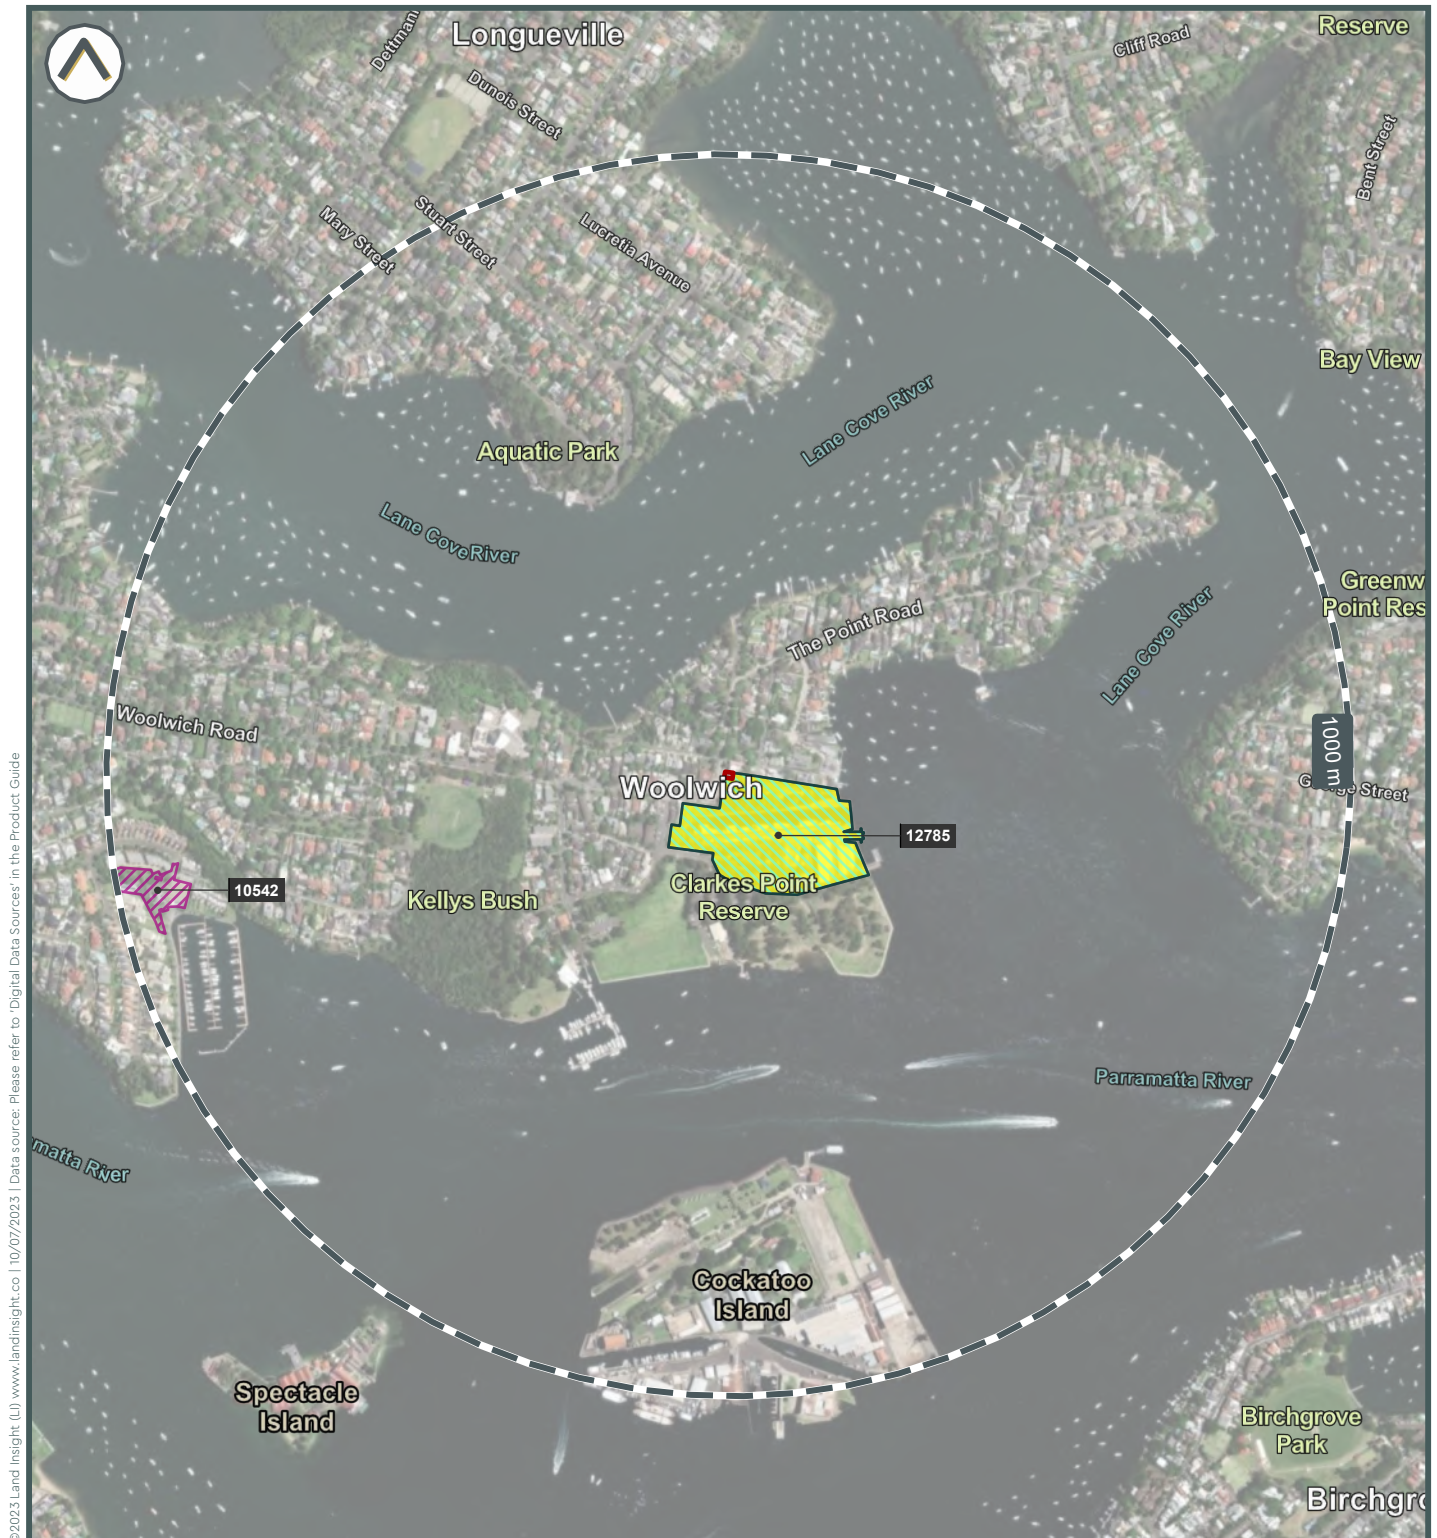 Longueville
Reserve
Cliff Road
Dunois Street
Bent Street
Mary Street
Stuart Street
Lucretia Avenue
Bay View
Lane Cove River
Aquatic Park
Lane Cove River
Greenw
Point Res
The Point Road
Lane Cove River
Woolwich Road
1000 m
Street
Woolwich
12785
Clarkes Point
Reserve
10542
Kellys Bush
Parramatta River
matta River
Cockatoo
Island
Spectacle
Island
Birchgrove
Park
Birchgro
©2023 Land Insight (LI) www.landinsight.co | 10/07/2023 | Data source: Please refer to 'Digital Data Sources' in the Product Guide